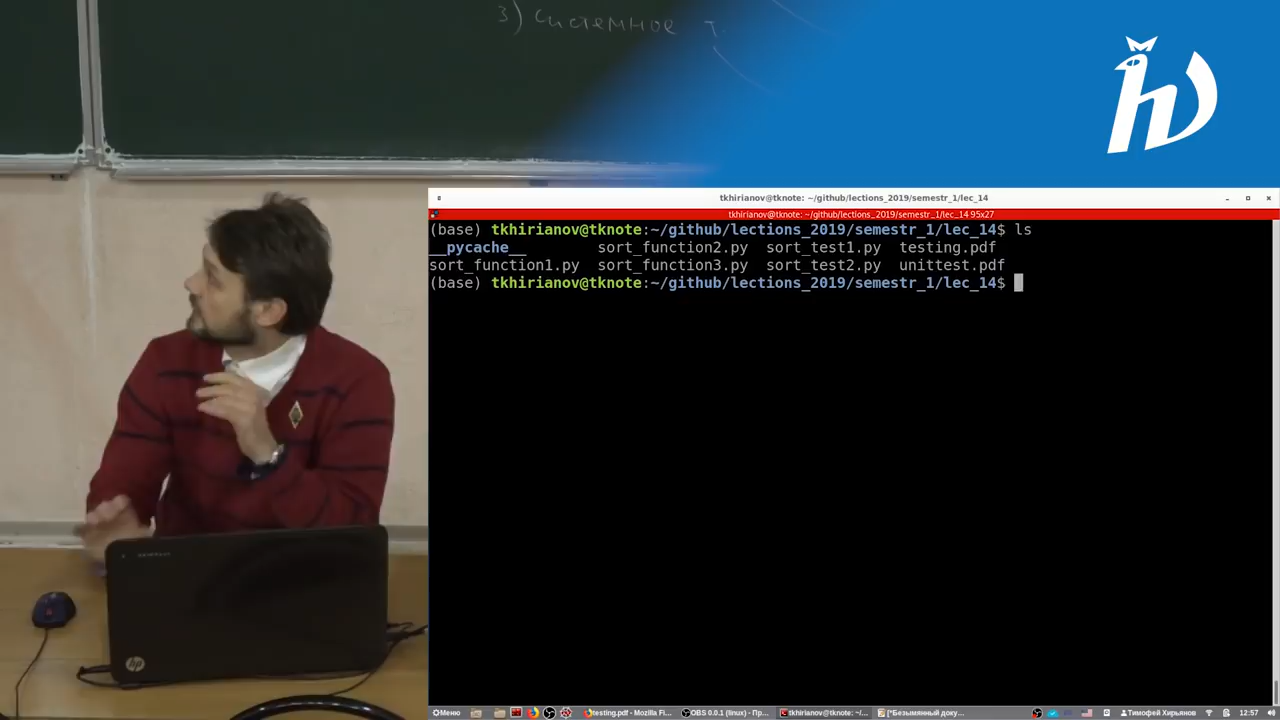 3) системное т.
tkhirianov@tknote: ~/github/lections_2019/semestr_1/lec_14
tkhirianov@tknote: ~/github/lections_2019/semestr_1/lec_14 95x27
(base) tkhirianov@tknote:~/github/lections_2019/semestr_1/lec_14$ ls
__pycache__ sort_function2.py sort_test1.py testing.pdf
sort_function1.py sort_function3.py sort_test2.py unittest.pdf
(base) tkhirianov@tknote:~/github/lections_2019/semestr_1/lec_14$
hp
Меню testing.pdf — Mozilla Fi... OBS 0.0.1 (linux) - Пр... tkhirianov@tknote: ~/... [*Безымянный доку... Тимофей Хирьянов 12:57